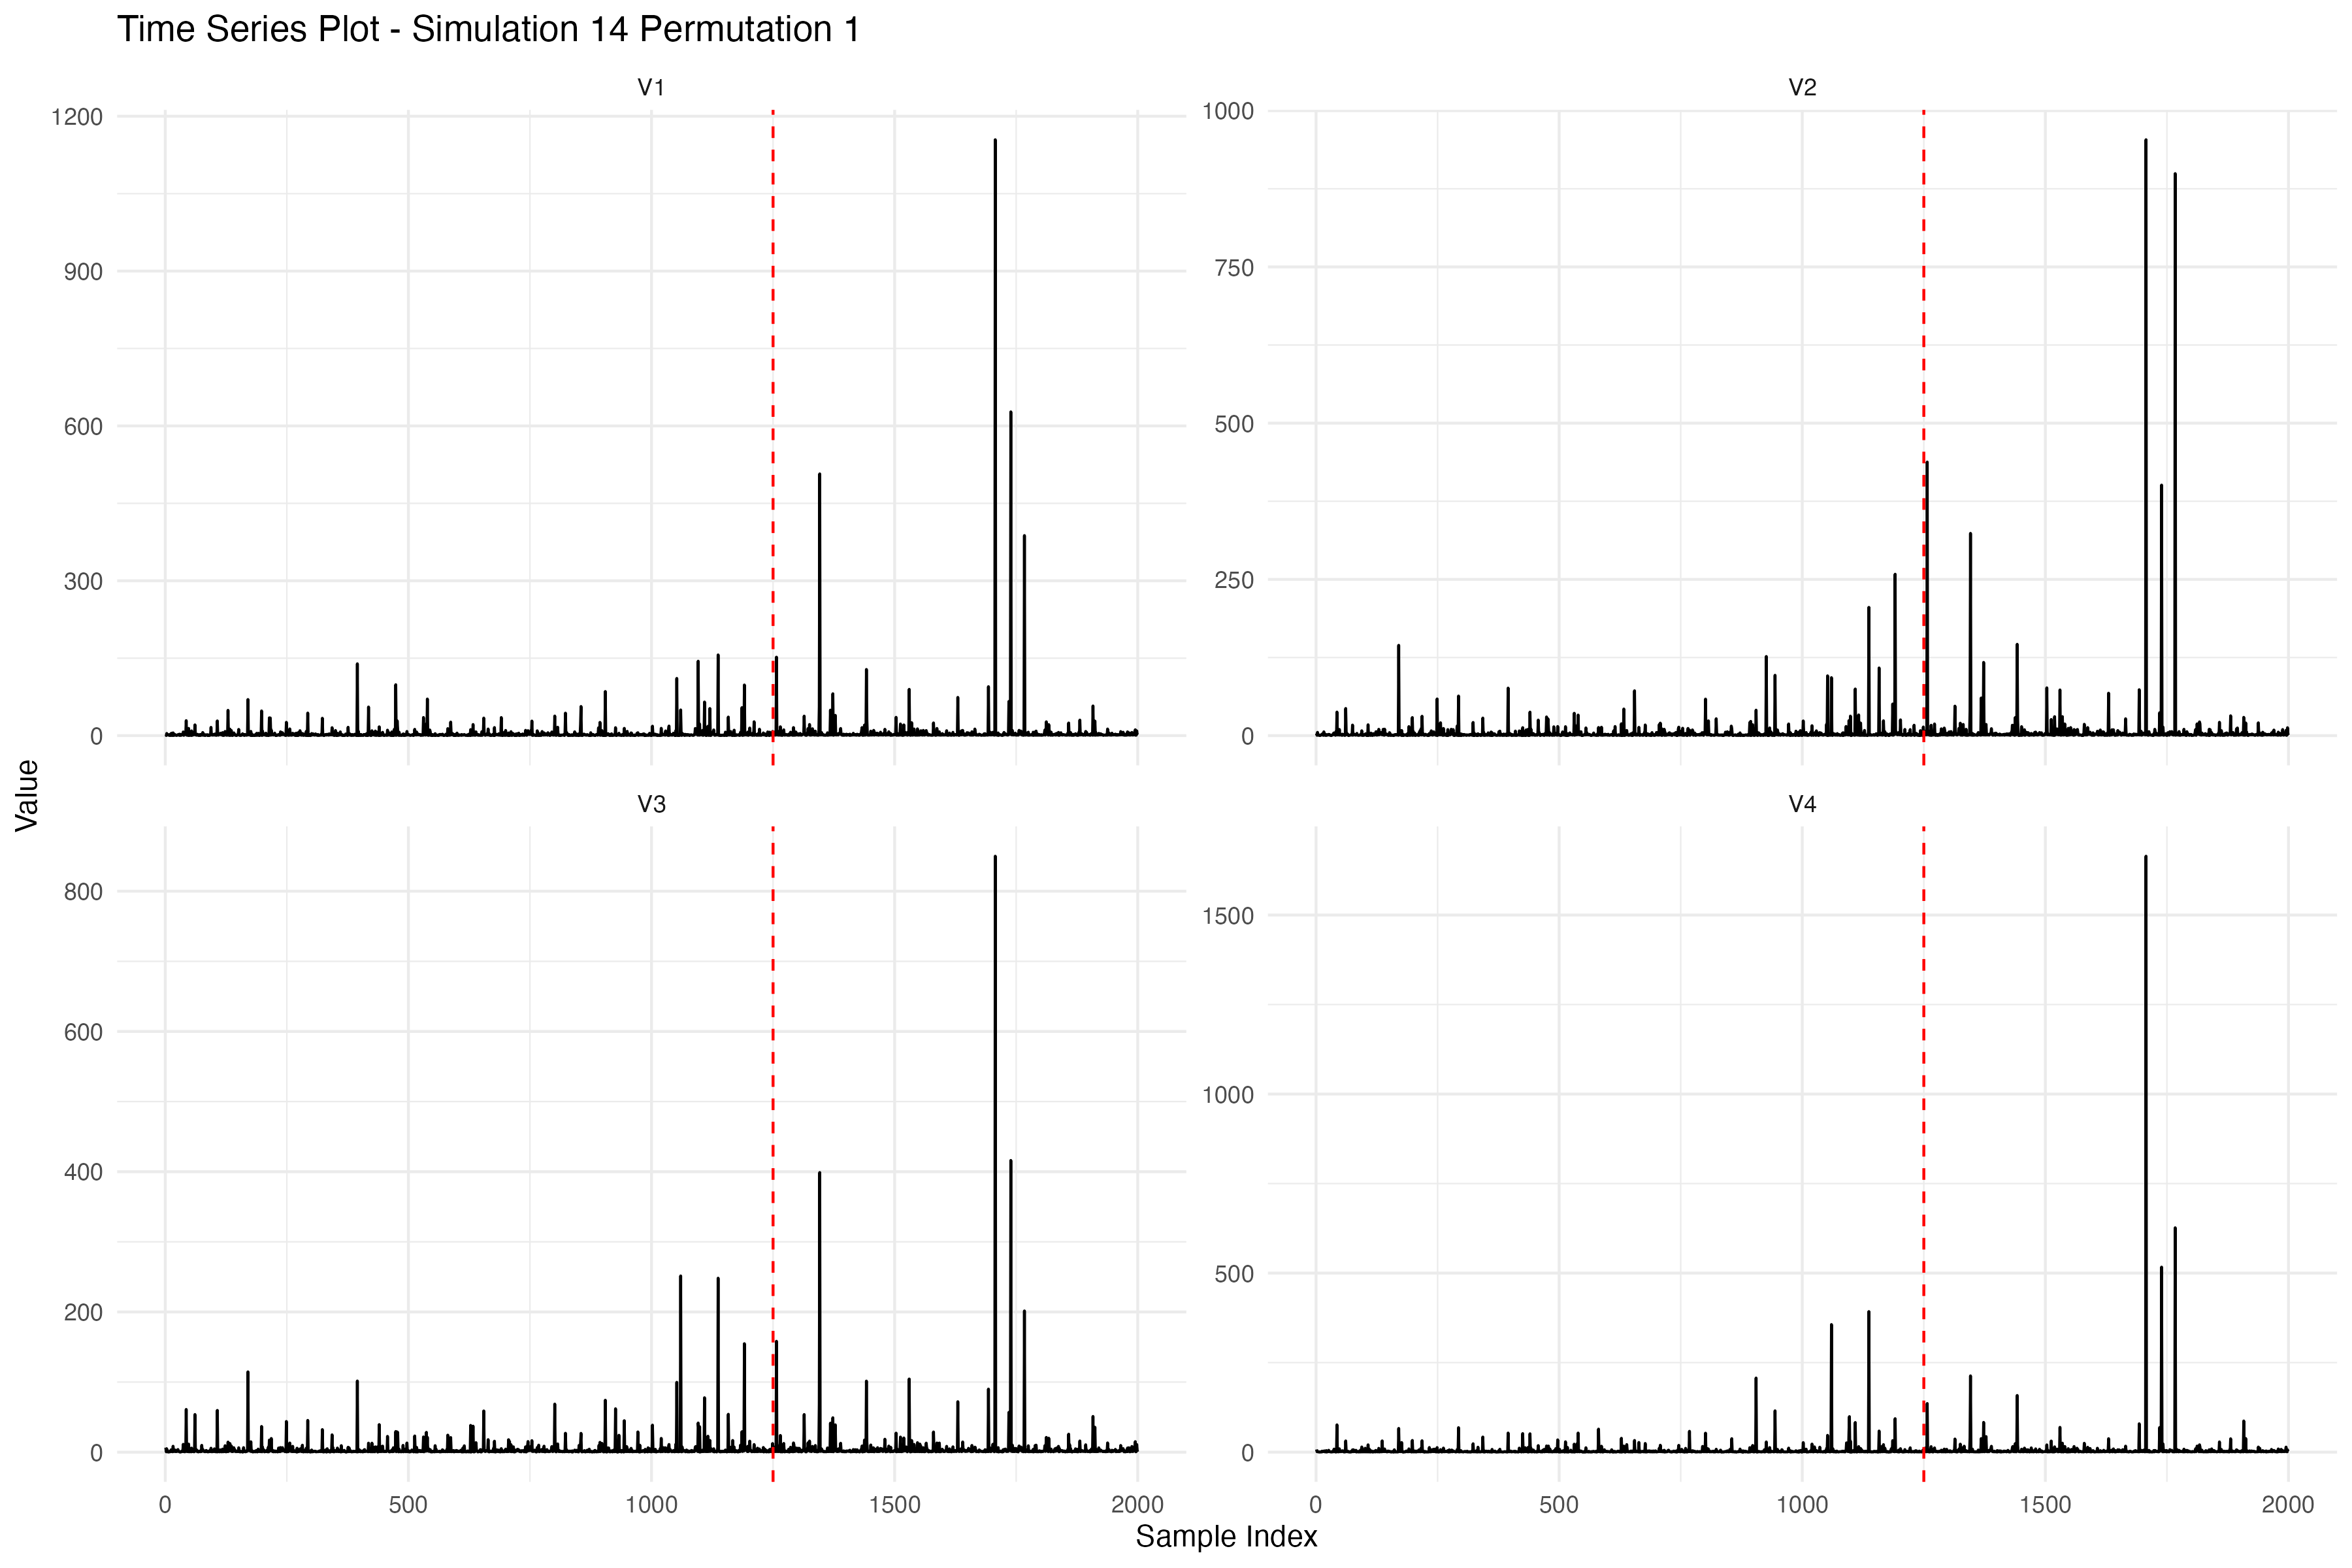 Time Series Plot - Simulation 14 Permutation 1
V1
V2
1200
900
600
300
0
1000
750
500
250
0
V3
V4
800
600
400
200
0
1500
1000
500
0
0 500 1000 1500 2000
0 500 1000 1500 2000
Value
Sample Index